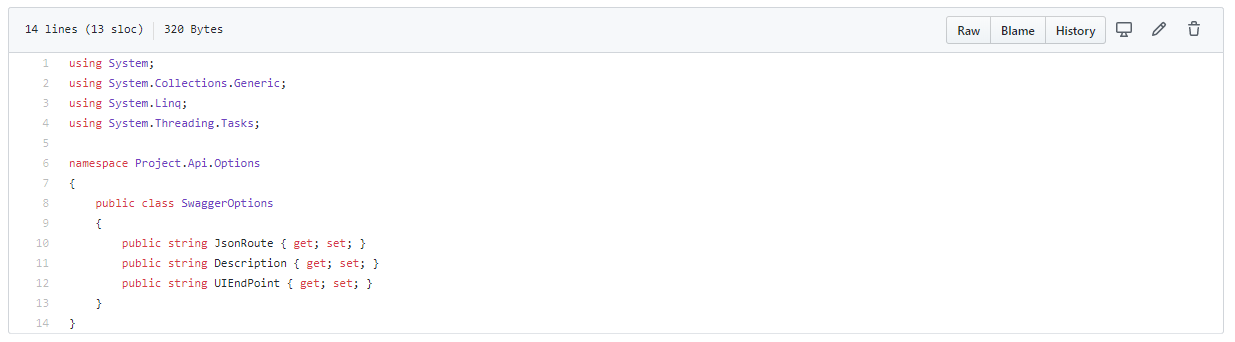 14 lines (13 sloc) 320 Bytes Raw Blame History
1 using System;
2 using System.Collections.Generic;
3 using System.Linq;
4 using System.Threading.Tasks;
5
6 namespace Project.Api.Options
7 {
8     public class SwaggerOptions
9     {
10         public string JsonRoute { get; set; }
11         public string Description { get; set; }
12         public string UIEndPoint { get; set; }
13     }
14 }